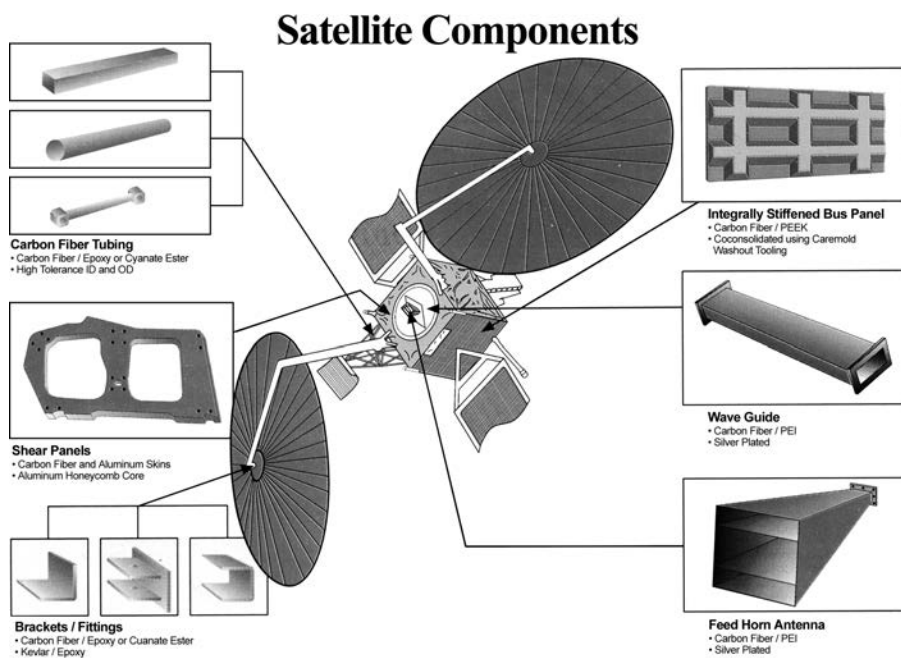 Satellite Components
Carbon Fiber Tubing
• Carbon Fiber / Epoxy or Cyanate Ester
• High Tolerance ID and OD
Shear Panels
• Carbon Fiber and Aluminum Skins
• Aluminum Honeycomb Core
Brackets / Fittings
• Carbon Fiber / Epoxy or Cuanate Ester
• Kevlar / Epoxy
Integrally Stiffened Bus Panel
• Carbon Fiber / PEEK
• Coconsolidated using Caremold
Washout Tooling
Wave Guide
• Carbon Fiber / PEI
• Silver Plated
Feed Horn Antenna
• Carbon Fiber / PEI
• Silver Plated